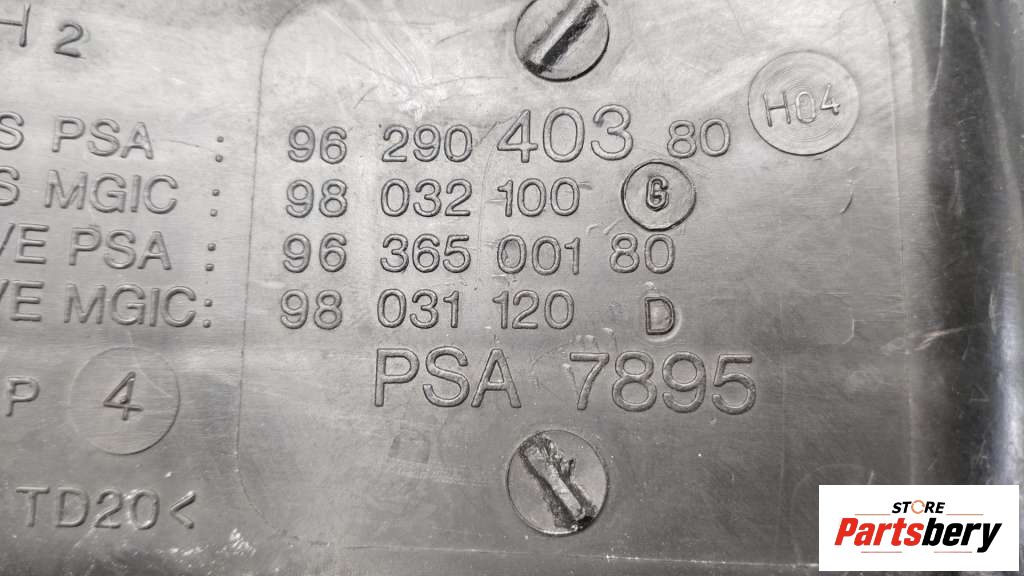 H 2
S PSA : 96 290 403 80
H04
S MGIC : 98 032 100 G
VE PSA : 96 365 001 80
VE MGIC: 98 031 120 D
PSA 7895
P 4
TD20<
STORE
Partsbery